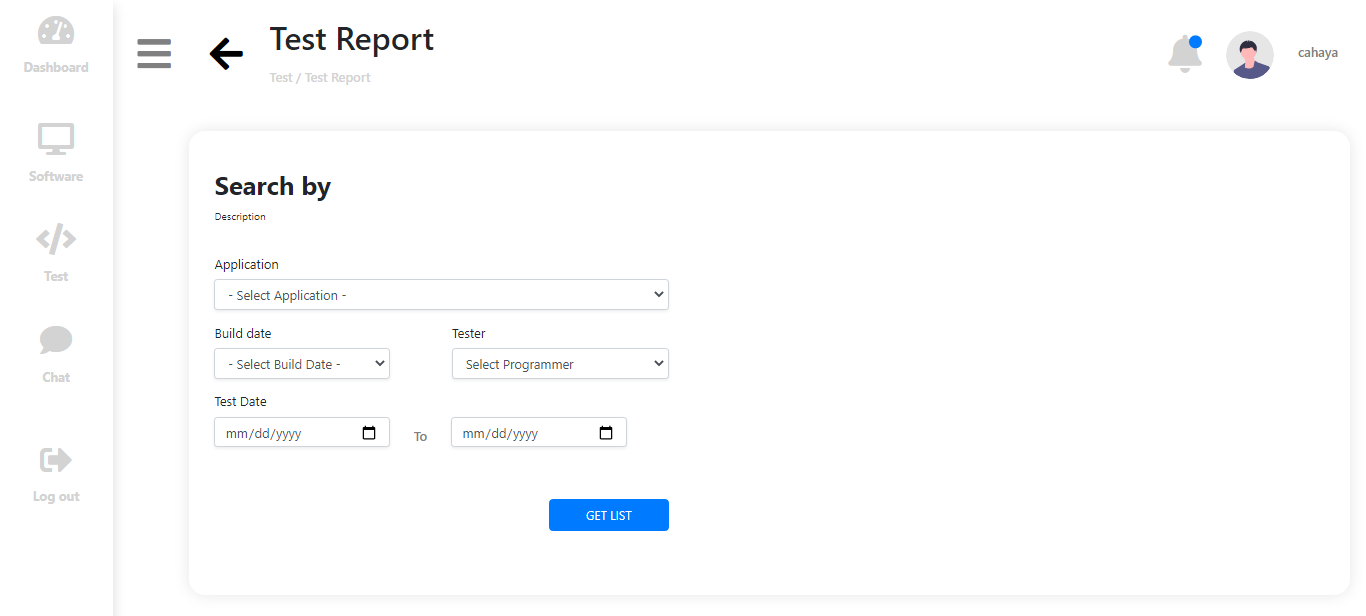 Dashboard
Software
Test
Chat
Log out
Test Report
Test / Test Report
cahaya
Search by
Description
Application
- Select Application -
Build date
Tester
- Select Build Date -
Select Programmer
Test Date
mm/dd/yyyy
To
mm/dd/yyyy
GET LIST